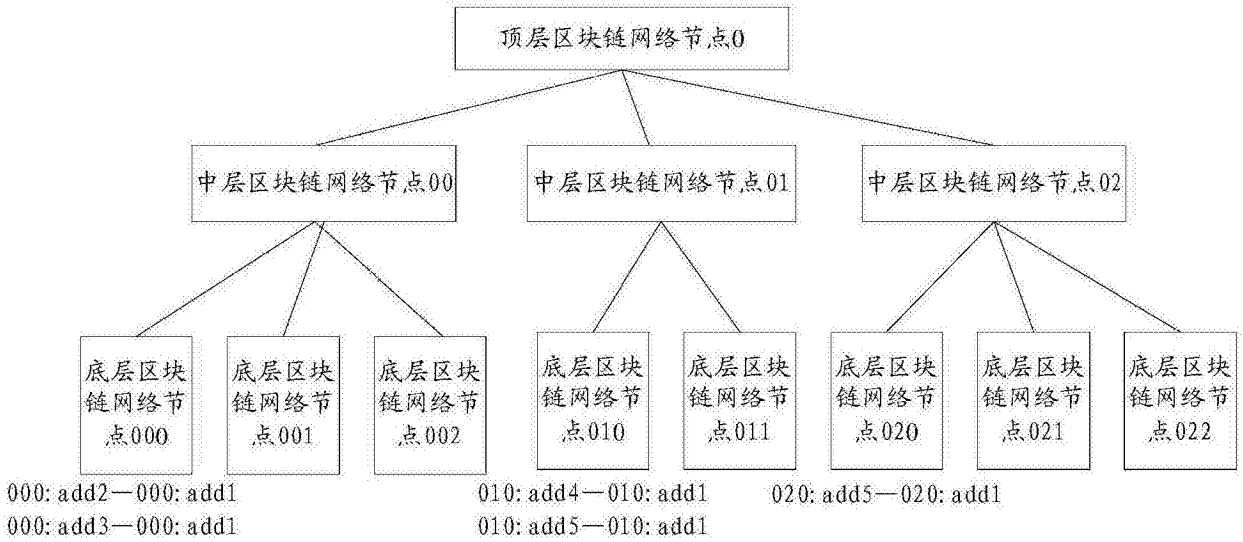 顶层区块链网络节点0
中层区块链网络节点00
中层区块链网络节点01
中层区块链网络节点02
底层区块
链网络节
点000
底层区块
链网络节
点001
底层区块
链网络节
点002
底层区块
链网络节
点010
底层区块
链网络节
点011
底层区块
链网络节
点020
底层区块
链网络节
点021
底层区块
链网络节
点022
000:add2—000:add1
000:add3—000:add1
010:add4—010:add1
010:add5—010:add1
020:add5—020:add1